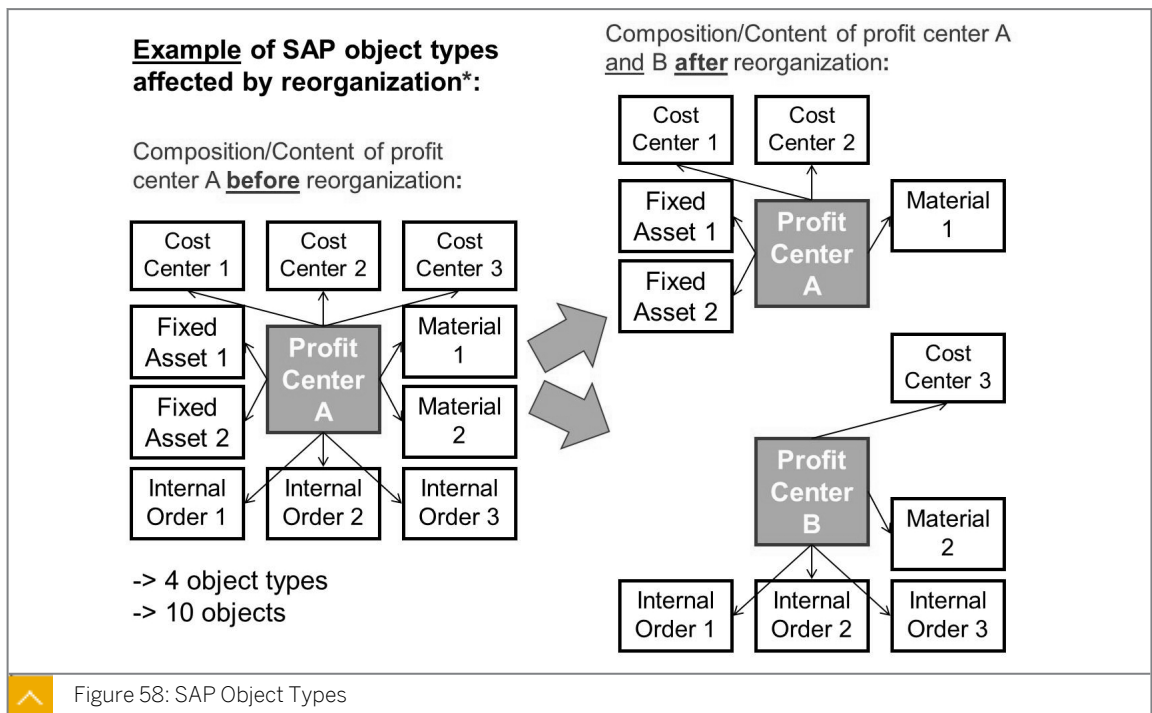 Example of SAP object types
affected by reorganization*:
Composition/Content of profit
center A before reorganization:
Cost
Center 1
Cost
Center 2
Cost
Center 3
Fixed
Asset 1
Profit
Center
A
Material
1
Fixed
Asset 2
Material
2
Internal
Order 1
Internal
Order 2
Internal
Order 3
-> 4 object types
-> 10 objects
Composition/Content of profit center A
and B after reorganization:
Cost
Center 1
Cost
Center 2
Fixed
Asset 1
Profit
Center
A
Material
1
Fixed
Asset 2
Cost
Center 3
Profit
Center
B
Material
2
Internal
Order 1
Internal
Order 2
Internal
Order 3
Figure 58: SAP Object Types